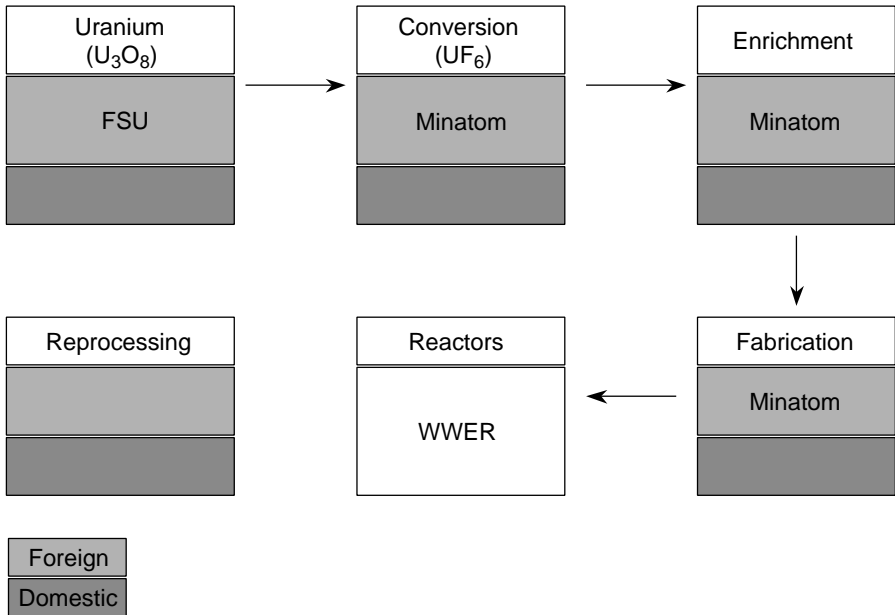 Uranium
(U₃O₈)
FSU
Conversion
(UF₆)
Minatom
Enrichment
Minatom
Reprocessing
Reactors
WWER
Fabrication
Minatom
Foreign
Domestic